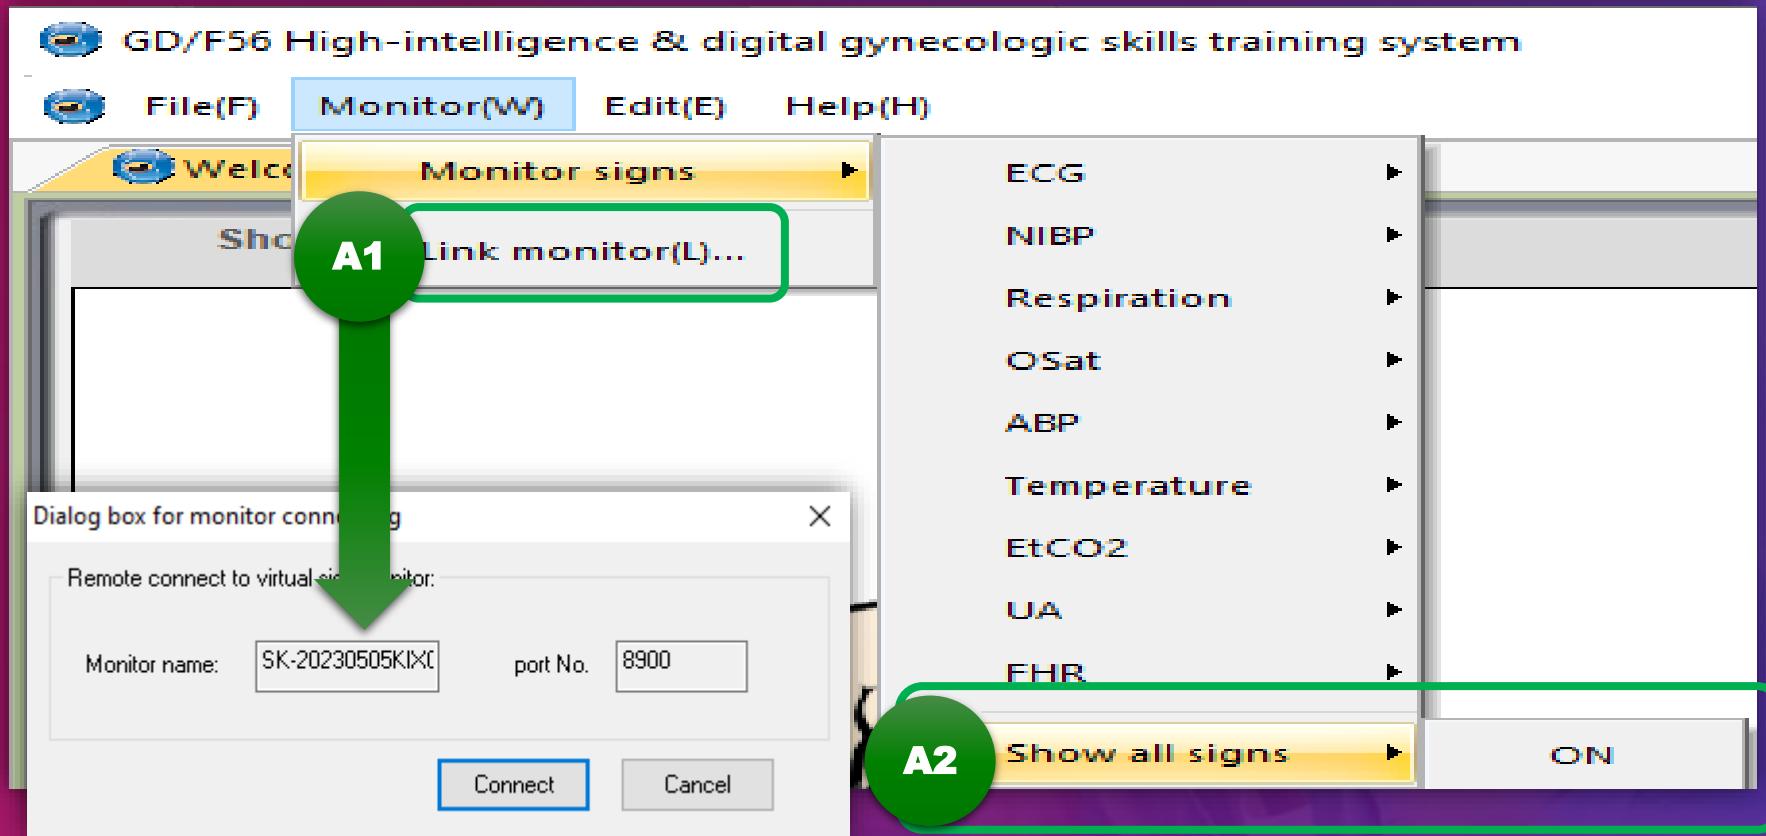 GD/F56 High-intelligence & digital gynecologic skills training system
File(F) Monitor(W) Edit(E) Help(H)
Monitor signs
A1
Link monitor(L)...
ECG
NIBP
Respiration
OSat
ABP
Temperature
EtCO2
UA
FHR
A2
Show all signs
ON
Dialog box for monitor
Remote connect to virtual
Monitor name: SK-20230505KIX port No. 8900
Connect Cancel